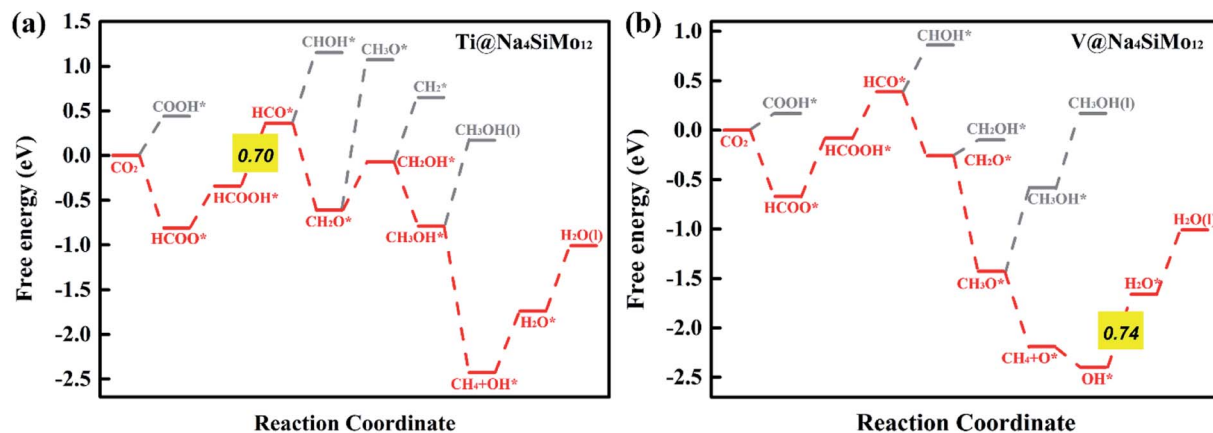 (a)
Ti@Na₄SiMo₁₂
Free energy (eV)
1.5
1.0
0.5
0.0
-0.5
-1.0
-1.5
-2.0
-2.5
CO₂
COOH*
HCOO*
HCOOH*
0.70
HCO*
CHOH*
CH₂O*
CH₃O*
CH₂OH*
CH₂*
CH₃OH*
CH₃OH(l)
CH₄+OH*
H₂O*
H₂O(l)
Reaction Coordinate
(b)
V@Na₄SiMo₁₂
Free energy (eV)
1.0
0.5
0.0
-0.5
-1.0
-1.5
-2.0
-2.5
CO₂
COOH*
HCOO*
HCOOH*
HCO*
CHOH*
CH₂OH*
CH₂O*
CH₃O*
CH₃OH*
CH₃OH(l)
CH₄+O*
OH*
0.74
H₂O*
H₂O(l)
Reaction Coordinate